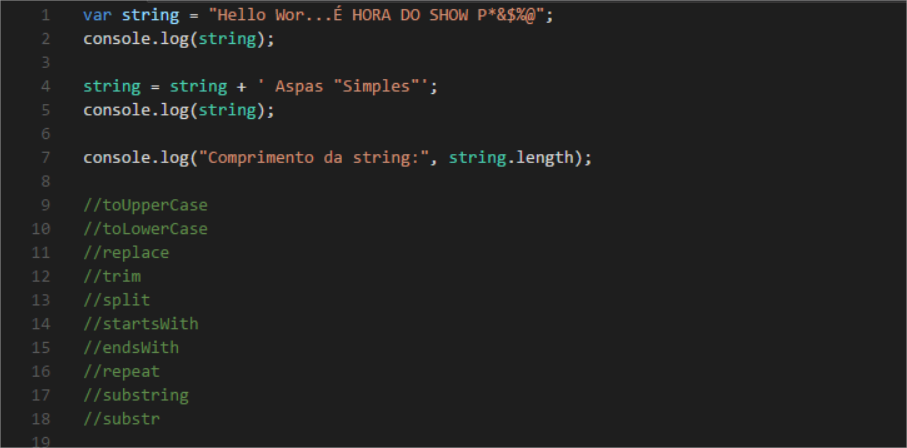 1 var string = "Hello Wor...É HORA DO SHOW P*&$%@";
2 console.log(string);
3
4 string = string + ' Aspas "Simples"';
5 console.log(string);
6
7 console.log("Comprimento da string:", string.length);
8
9 //toUpperCase
10 //toLowerCase
11 //replace
12 //trim
13 //split
14 //startsWith
15 //endsWith
16 //repeat
17 //substring
18 //substr
19